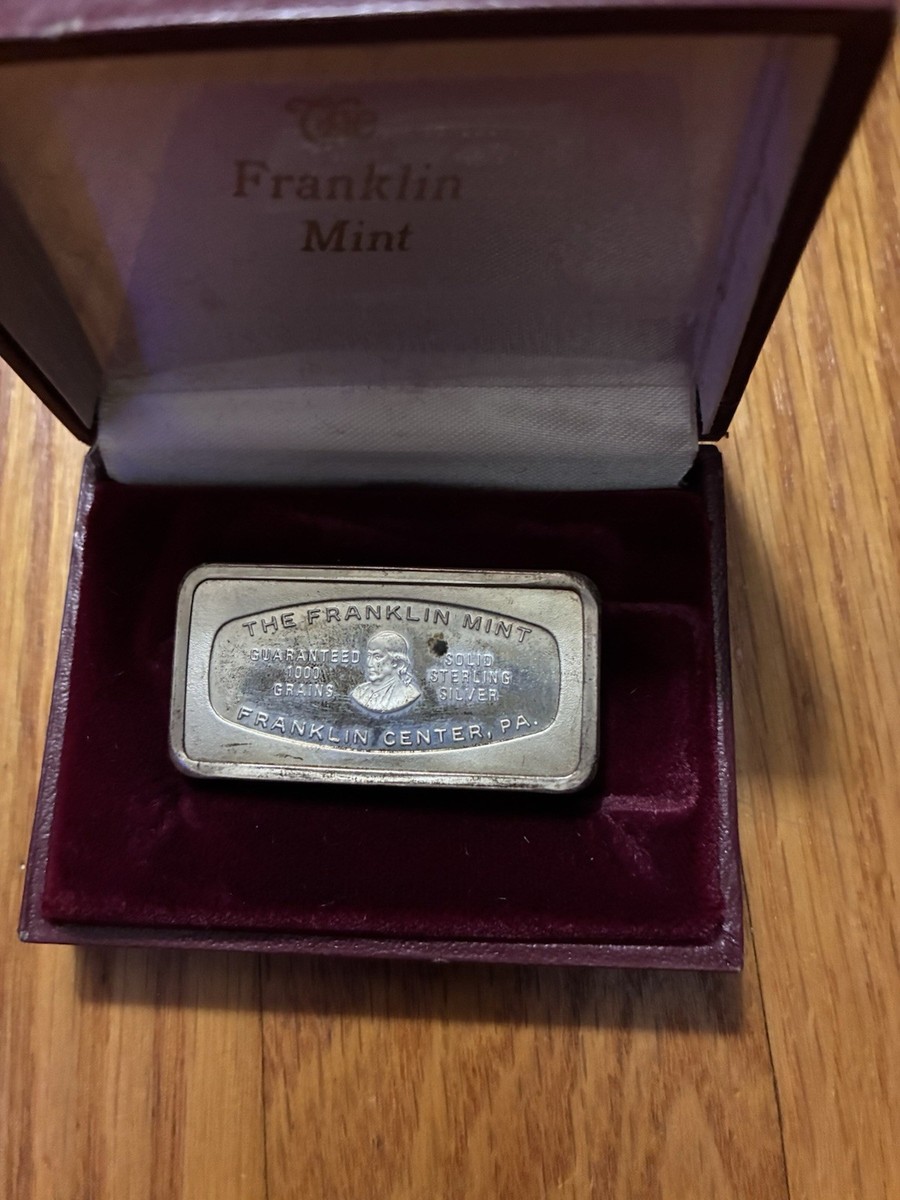 The
Franklin
Mint
THE FRANKLIN MINT
GUARANTEED
1000
GRAINS
SOLID
STERLING
SILVER
FRANKLIN CENTER, PA.